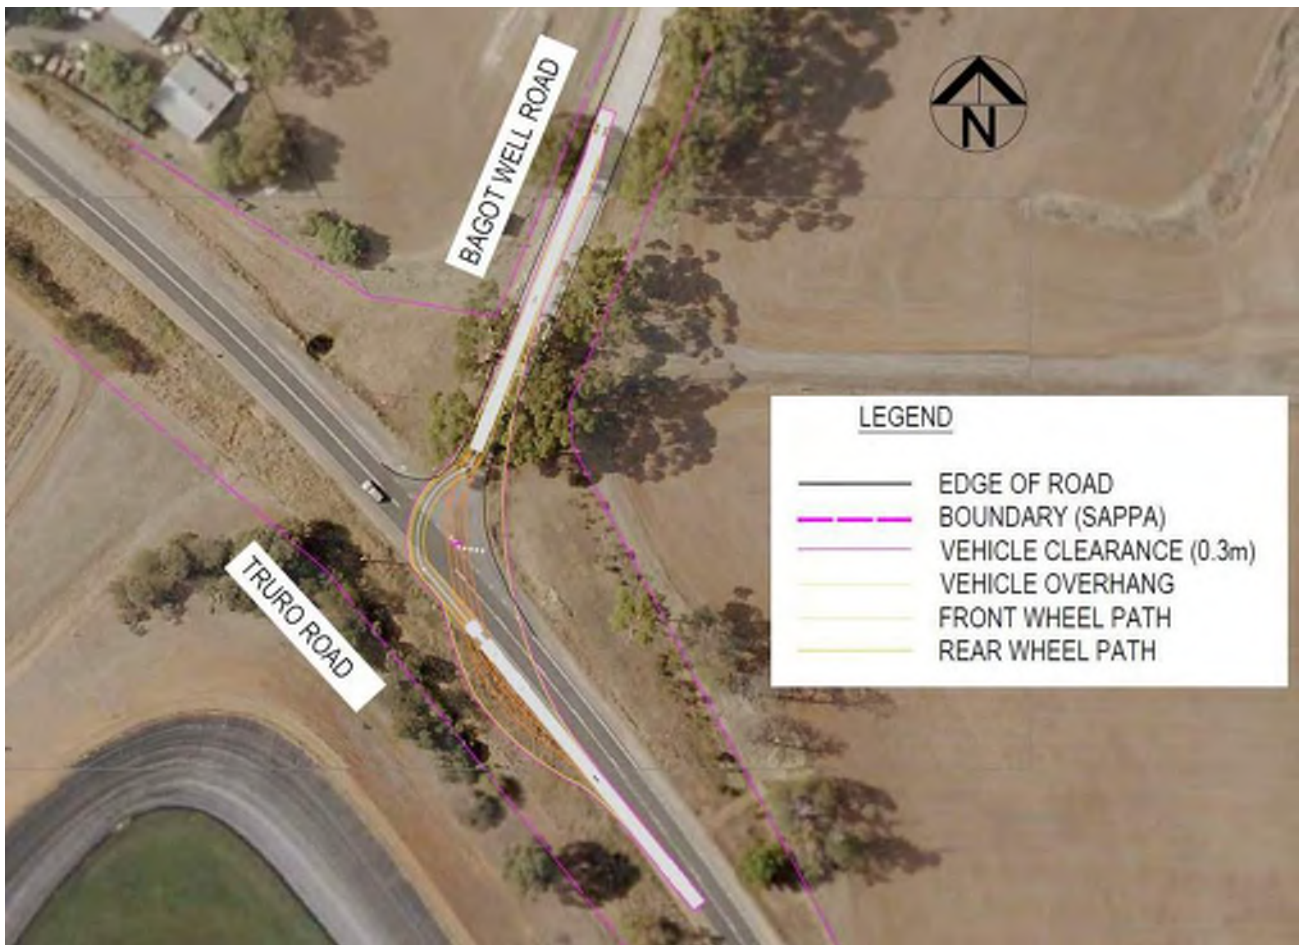 BAGOT WELL ROAD
N
TRURO ROAD
LEGEND
EDGE OF ROAD
BOUNDARY (SAPPA)
VEHICLE CLEARANCE (0.3m)
VEHICLE OVERHANG
FRONT WHEEL PATH
REAR WHEEL PATH